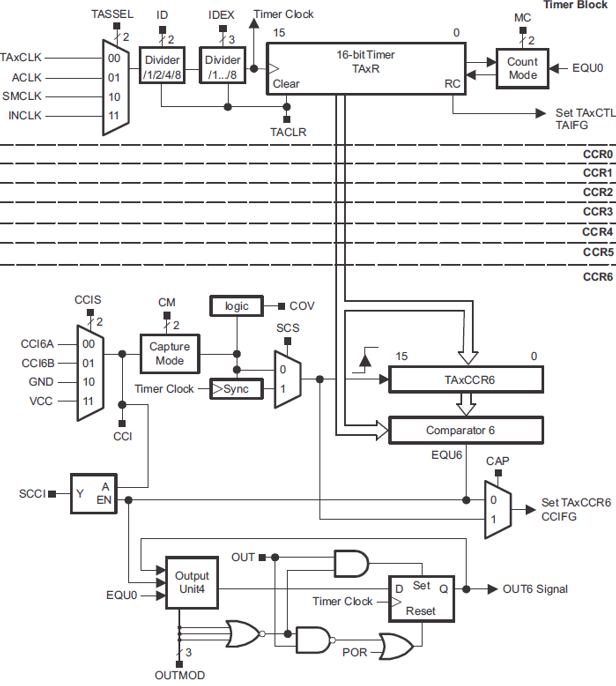 Timer Block
TASSEL
ID
IDEX
Timer Clock
15
0
MC
2
2
3
2
TAxCLK
ACLK
SMCLK
INCLK
00
01
10
11
Divider
/1/2/4/8
Divider
/1.../8
16-bit Timer
TAxR
Clear
RC
Count
Mode
EQU0
TACLR
Set TAxCTL
TAIFG
CCR0
CCR1
CCR2
CCR3
CCR4
CCR5
CCR6
CCIS
2
CM
2
logic
COV
SCS
CCI6A
CCI6B
GND
VCC
00
01
10
11
Capture
Mode
Timer Clock
Sync
0
1
15
0
TAxCCR6
Comparator 6
CCI
EQU6
CAP
SCCI
Y
A
EN
0
1
Set TAxCCR6
CCIFG
OUT
EQU0
Output
Unit4
D
Set
Q
Timer Clock
Reset
OUT6 Signal
POR
3
OUTMOD